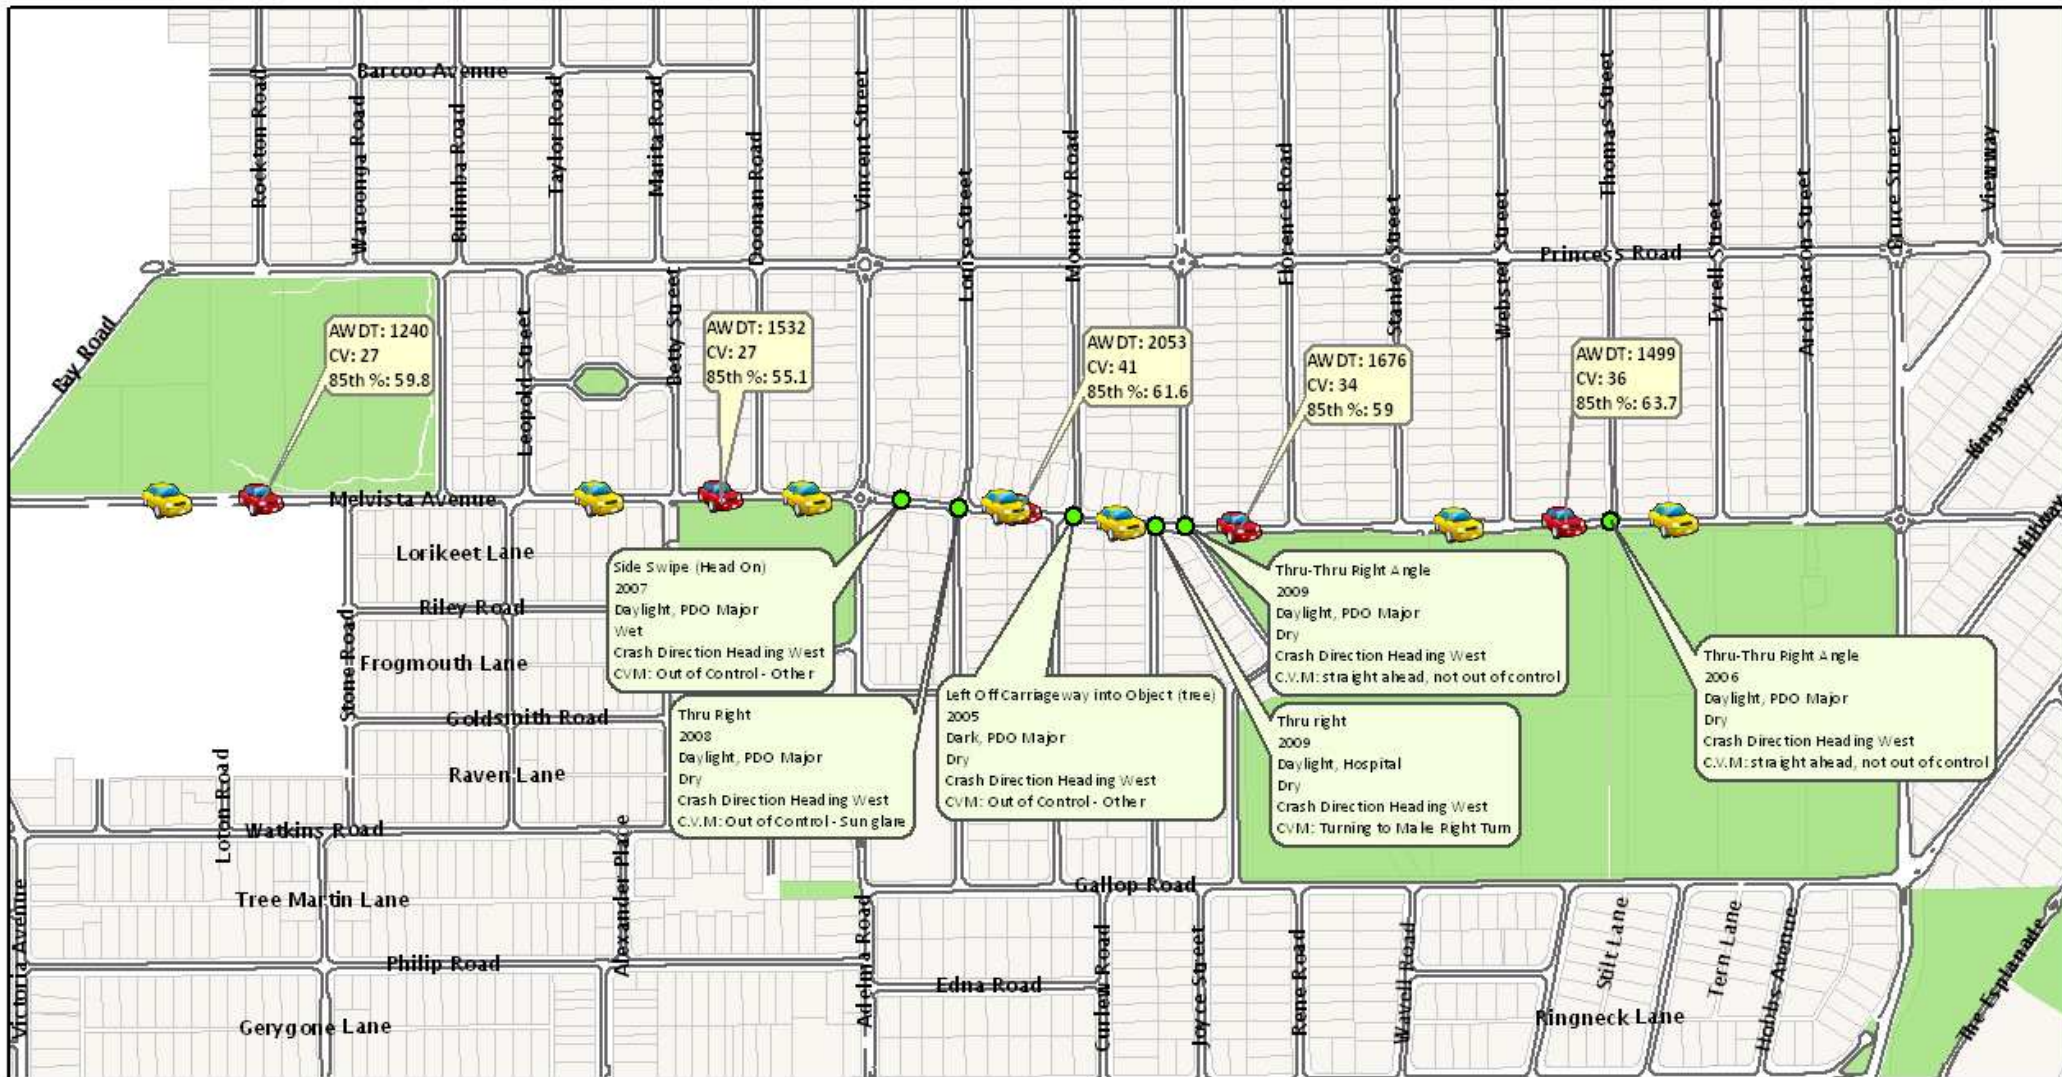 Barcoo Avenue
Rockton Road
Waroonga Road
Bulimba Road
Taylor Road
Marita Road
Doonan Road
Vincent Street
Louise Street
Mountjoy Road
Florence Road
Stanley Street
Webster Street
Thomas Street
Tyrell Street
Archdeacon Street
Bruce Street
Viewway
Princess Road
Bay Road
Leopold Street
Betty Street
AWDT: 1240
CV: 27
85th %: 59.8
AWDT: 1532
CV: 27
85th %: 55.1
AWDT: 2053
CV: 41
85th %: 61.6
AWDT: 1676
CV: 34
85th %: 59
AWDT: 1499
CV: 36
85th %: 63.7
Kingsway
Hillway
Melvista Avenue
Lorikeet Lane
Riley Road
Frogmouth Lane
Stone Road
Goldsmith Road
Raven Lane
Side Swipe (Head On)
2007
Daylight, PDO Major
Wet
Crash Direction Heading West
CVM: Out of Control - Other
Thru Right
2008
Daylight, PDO Major
Dry
Crash Direction Heading West
C.V.M: Out of Control - Sun glare
Left Off Carriageway into Object (tree)
2005
Dark, PDO Major
Dry
Crash Direction Heading West
CVM: Out of Control - Other
Thru-Thru Right Angle
2009
Daylight, PDO Major
Dry
Crash Direction Heading West
C.V.M: straight ahead, not out of control
Thru right
2009
Daylight, Hospital
Dry
Crash Direction Heading West
CVM: Turning to Make Right Turn
Thru-Thru Right Angle
2006
Daylight, PDO Major
Dry
Crash Direction Heading West
C.V.M: straight ahead, not out of control
Loton Road
Watkins Road
Alexander Place
Tree Martin Lane
Victoria Avenue
Philip Road
Gerygone Lane
Adelma Road
Gallop Road
Edna Road
Curlew Road
Joyce Street
Rene Road
Wavell Road
Stilt Lane
Tern Lane
Hobbs Avenue
Ringneck Lane
The Esplanade